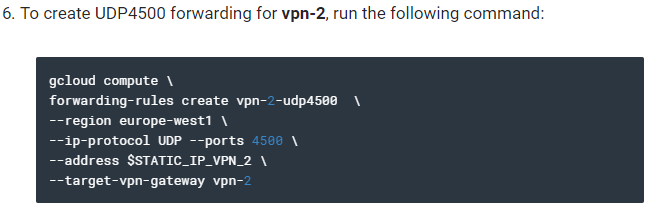 6. To create UDP4500 forwarding for vpn-2, run the following command:
gcloud compute \
forwarding-rules create vpn-2-udp4500  \
--region europe-west1 \
--ip-protocol UDP --ports 4500 \
--address $STATIC_IP_VPN_2 \
--target-vpn-gateway vpn-2